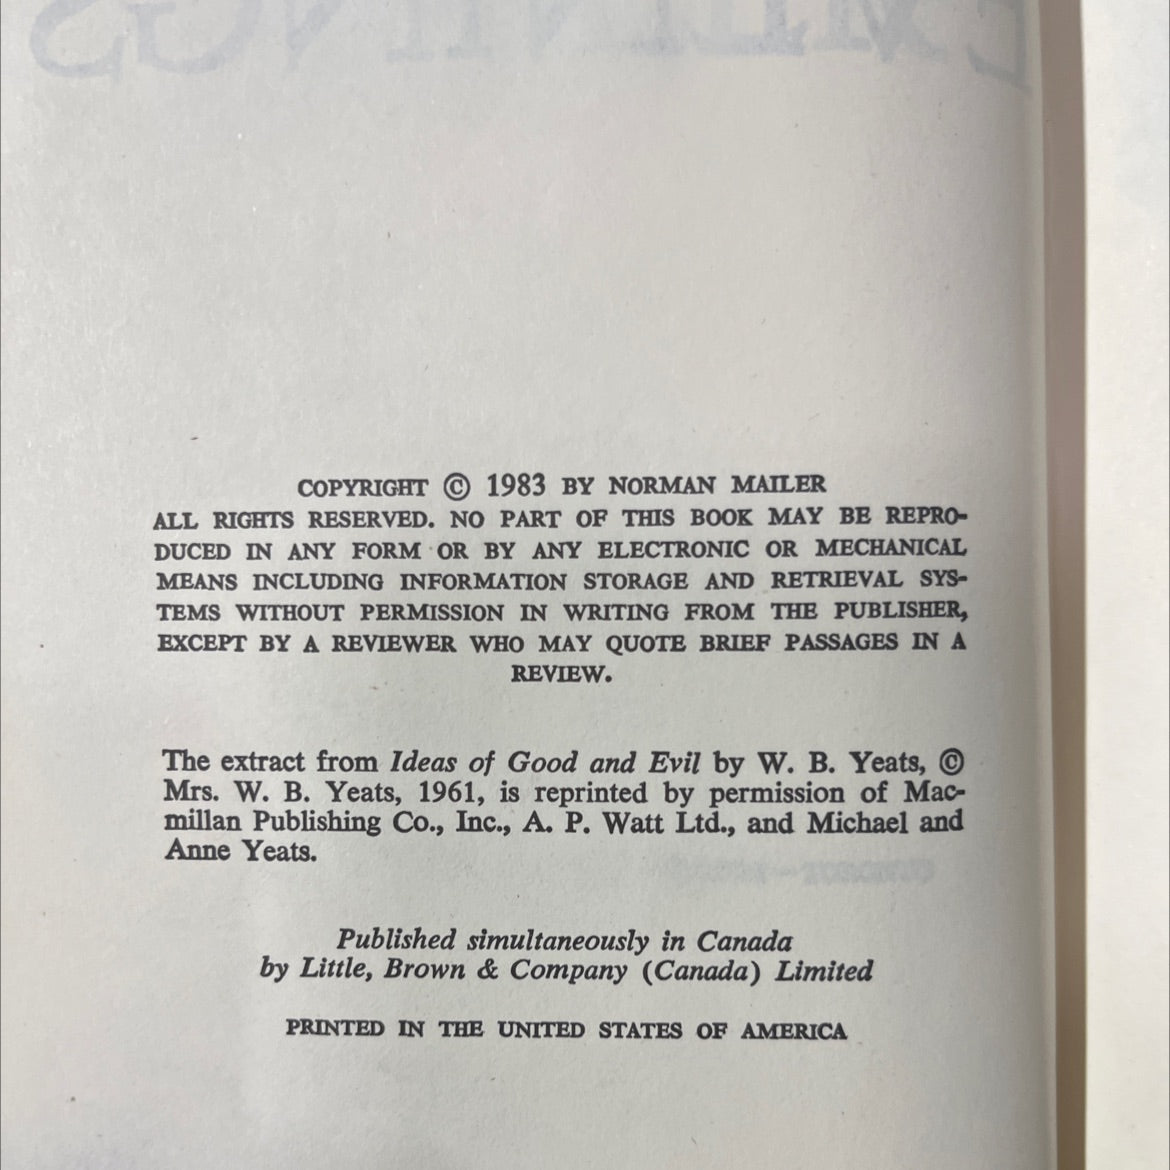 COPYRIGHT © 1983 BY NORMAN MAILER
ALL RIGHTS RESERVED. NO PART OF THIS BOOK MAY BE REPRO-
DUCED IN ANY FORM OR BY ANY ELECTRONIC OR MECHANICAL
MEANS INCLUDING INFORMATION STORAGE AND RETRIEVAL SYS-
TEMS WITHOUT PERMISSION IN WRITING FROM THE PUBLISHER,
EXCEPT BY A REVIEWER WHO MAY QUOTE BRIEF PASSAGES IN A
REVIEW.
The extract from Ideas of Good and Evil by W. B. Yeats, ©
Mrs. W. B. Yeats, 1961, is reprinted by permission of Mac-
millan Publishing Co., Inc., A. P. Watt Ltd., and Michael and
Anne Yeats.
Published simultaneously in Canada
by Little, Brown & Company (Canada) Limited
PRINTED IN THE UNITED STATES OF AMERICA